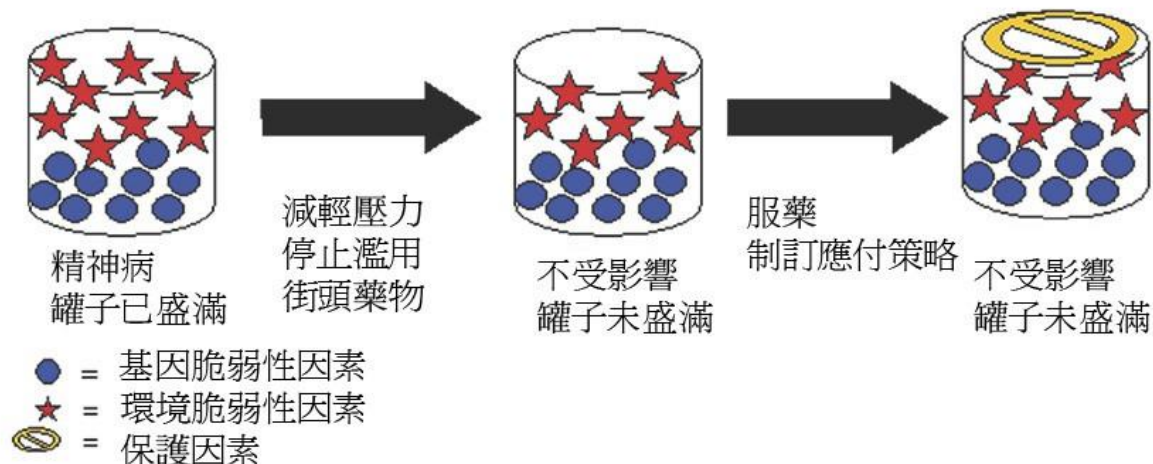 減輕壓力
停止濫用
街頭藥物
服藥
制訂應付策略
精神病
罐子已盛滿
不受影響
罐子未盛滿
不受影響
罐子未盛滿
= 基因脆弱性因素
= 環境脆弱性因素
= 保護因素